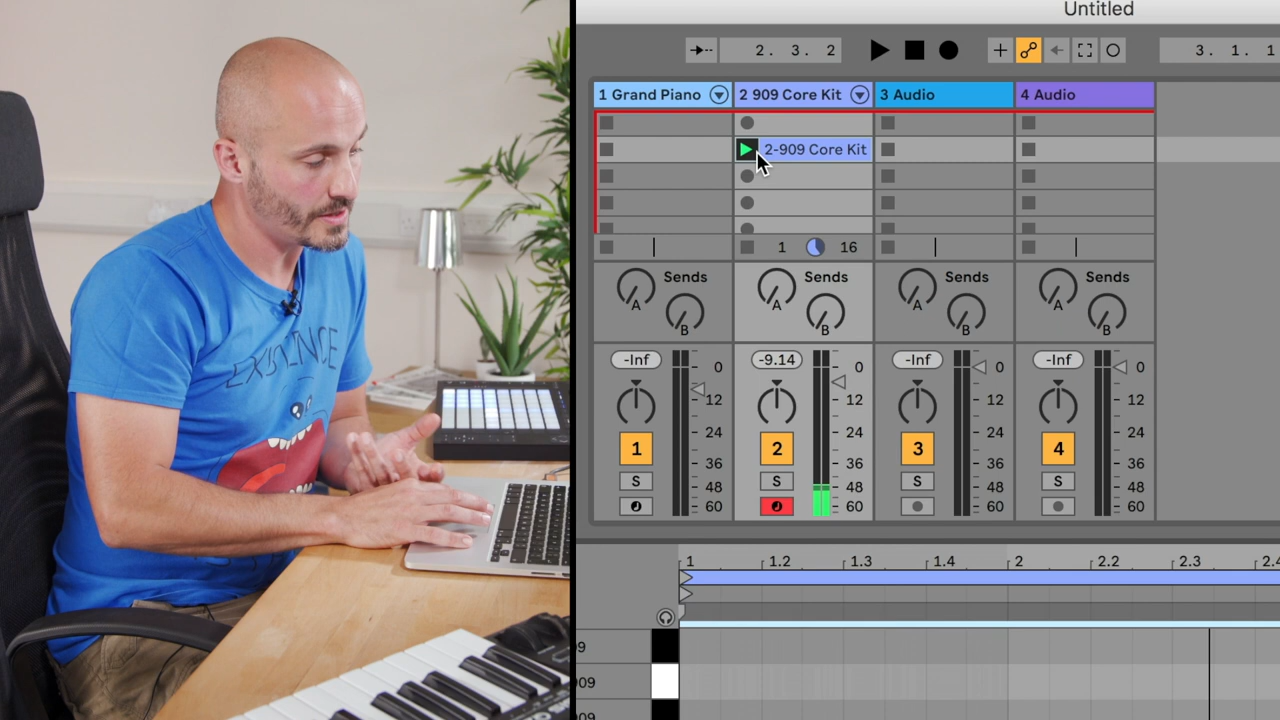 Untitled
2. 3. 2
3. 1. 1
1 Grand Piano
2 909 Core Kit
3 Audio
4 Audio
2-909 Core Kit
1 16
Sends
A
B
Sends
A
B
Sends
A
B
Sends
A
B
-Inf
0
12
24
36
48
60
1
S
-9.14
0
12
24
36
48
60
2
S
-Inf
0
12
24
36
48
60
3
S
-Inf
0
12
24
36
48
60
4
S
1 1.2 1.3 1.4 2 2.2 2.3 2.4
EXISTENCE